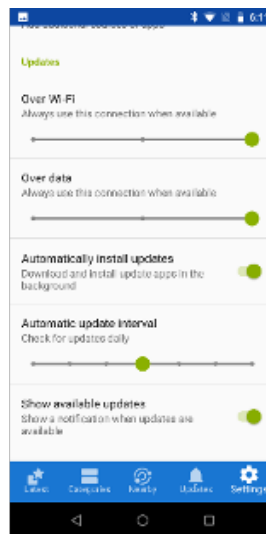 6:1
Updates
Over Wi-Fi
Always use this connection when available
Over data
Always use this connection when available
Automatically install updates
Download and install update apps in the
background
Automatic update interval
Check for updates daily
Show available updates
Show a notification when updates are
available
Latest Categories Nearby Updates Settings